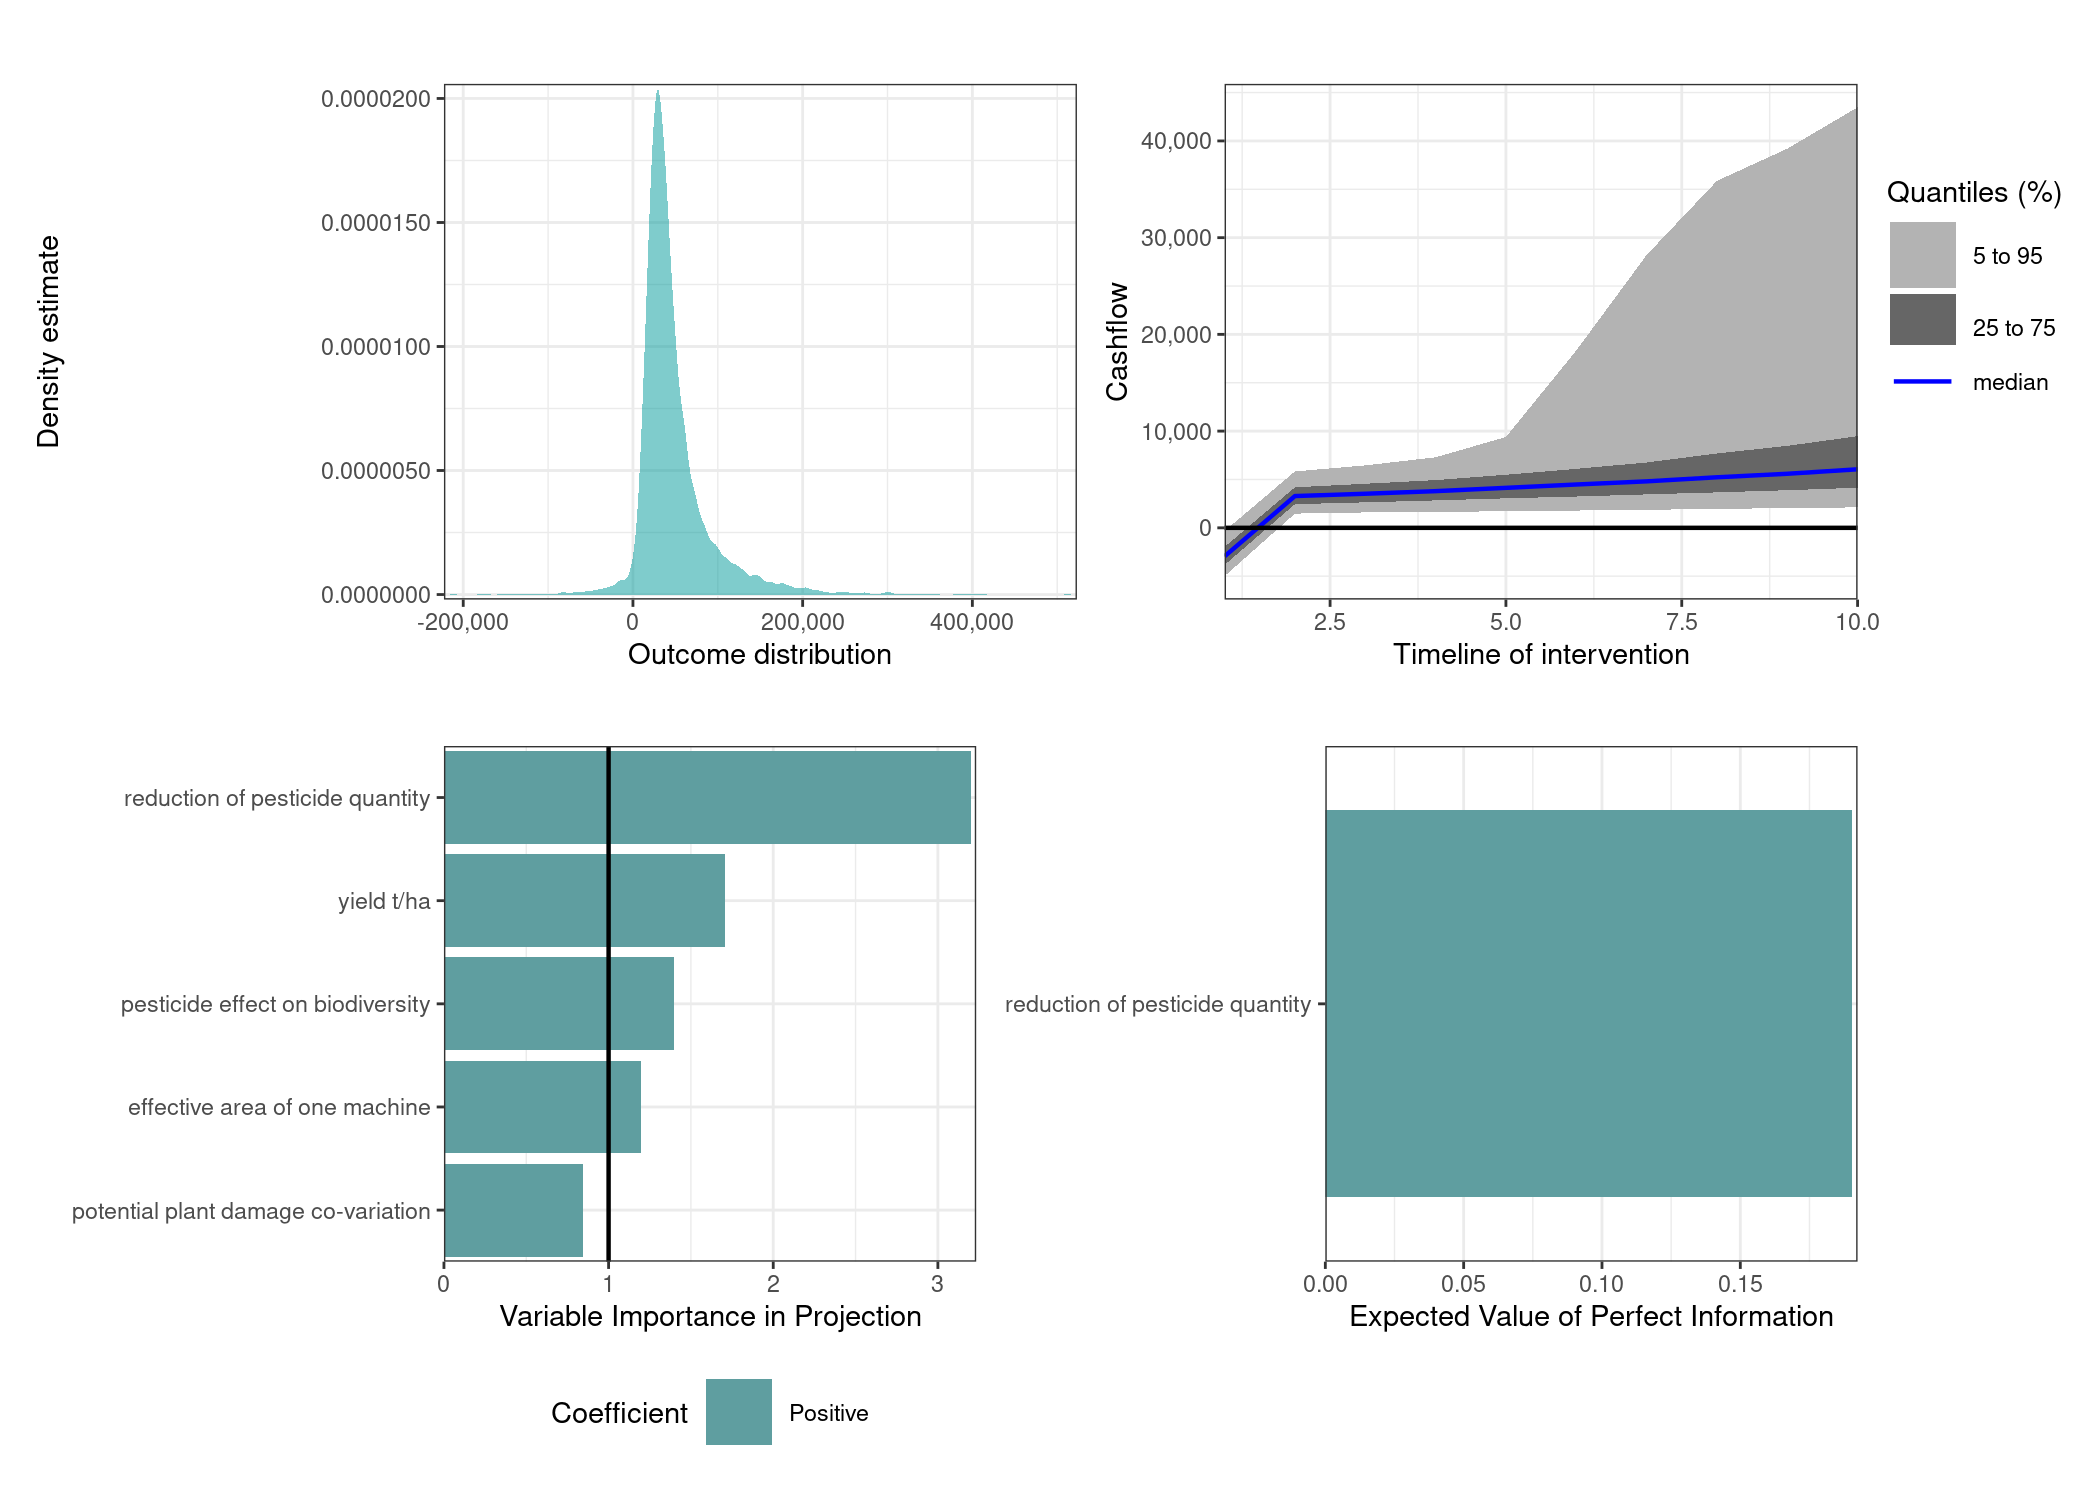 Density estimate
0.0000200
0.0000150
0.0000100
0.0000050
0.0000000
-200,000 0 200,000 400,000
Outcome distribution
Cashflow
40,000
30,000
20,000
10,000
0
2.5 5.0 7.5 10.0
Timeline of intervention
Quantiles (%)
5 to 95
25 to 75
median
reduction of pesticide quantity
yield t/ha
pesticide effect on biodiversity
effective area of one machine
potential plant damage co-variation
0 1 2 3
Variable Importance in Projection
Coefficient Positive
reduction of pesticide quantity
0.00 0.05 0.10 0.15
Expected Value of Perfect Information